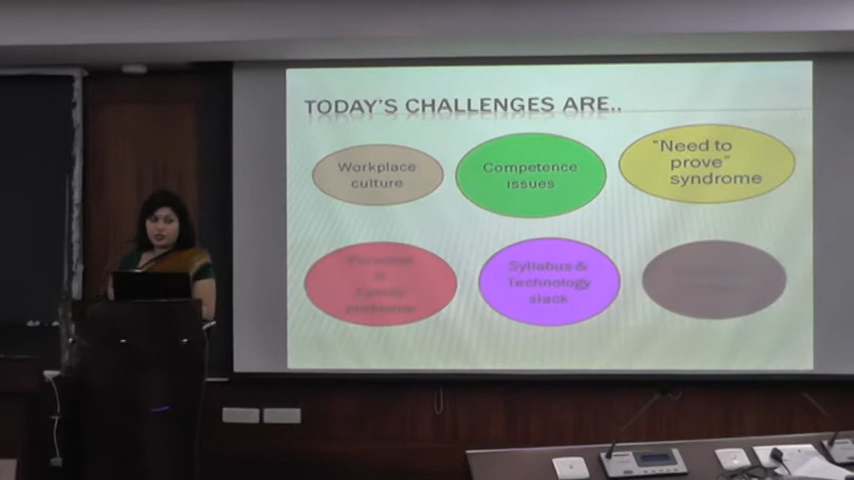 TODAY'S CHALLENGES ARE..
Workplace
culture
Competence
issues
"Need to
prove"
syndrome
Syllabus &
Technology
slack